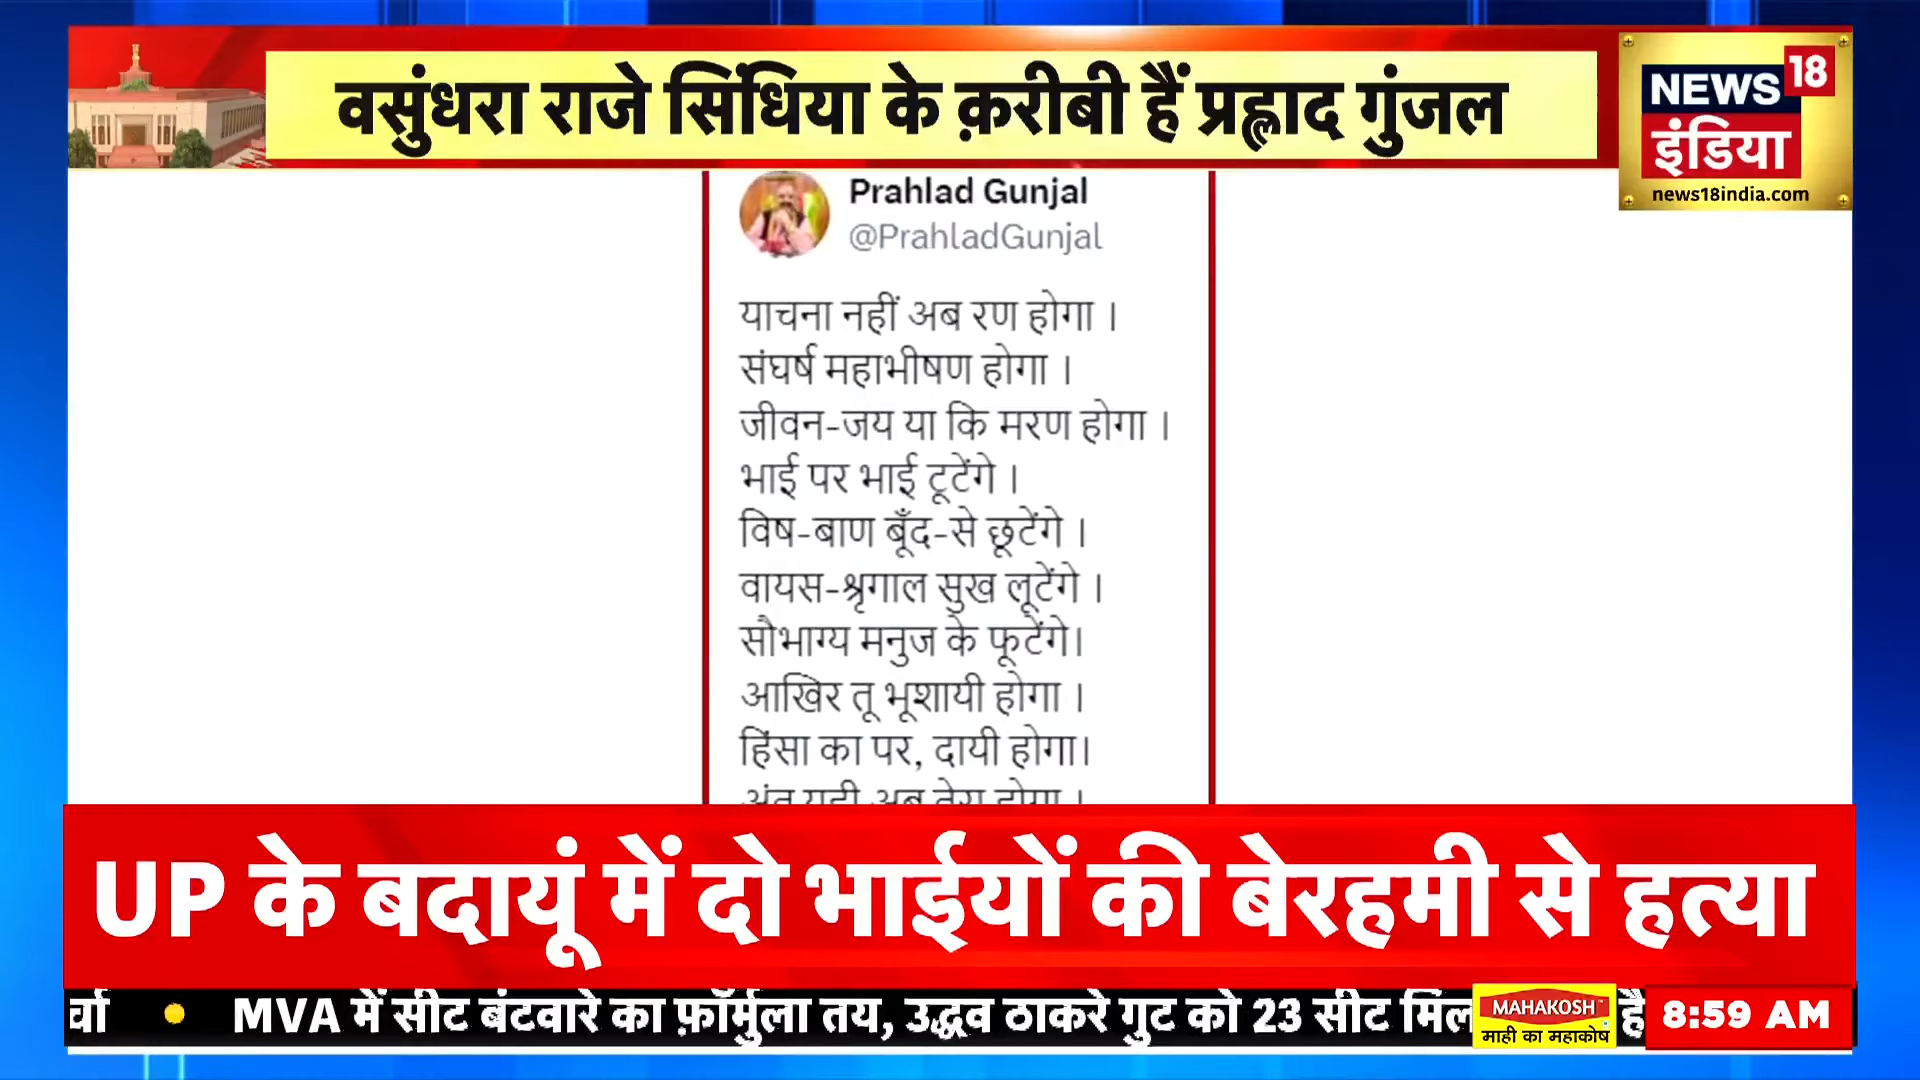 वसुंधरा राजे सिंधिया के क़रीबी हैं प्रह्लाद गुंजल
NEWS 18
इंडिया
news18india.com
Prahlad Gunjal
@PrahladGunjal
याचना नहीं अब रण होगा ।
संघर्ष महाभीषण होगा ।
जीवन-जय या कि मरण होगा ।
भाई पर भाई टूटेंगे ।
विष-बाण बूँद-से छूटेंगे ।
वायस-श्रृगाल सुख लूटेंगे ।
सौभाग्य मनुज के फूटेंगे।
आखिर तू भूशायी होगा ।
हिंसा का पर, दायी होगा।
UP के बदायूं में दो भाईयों की बेरहमी से हत्या
र्चा • MVA में सीट बंटवारे का फ़ॉर्मुला तय, उद्धव ठाकरे गुट को 23 सीट मिल है
MAHAKOSH
माही का महाकोष
8:59 AM